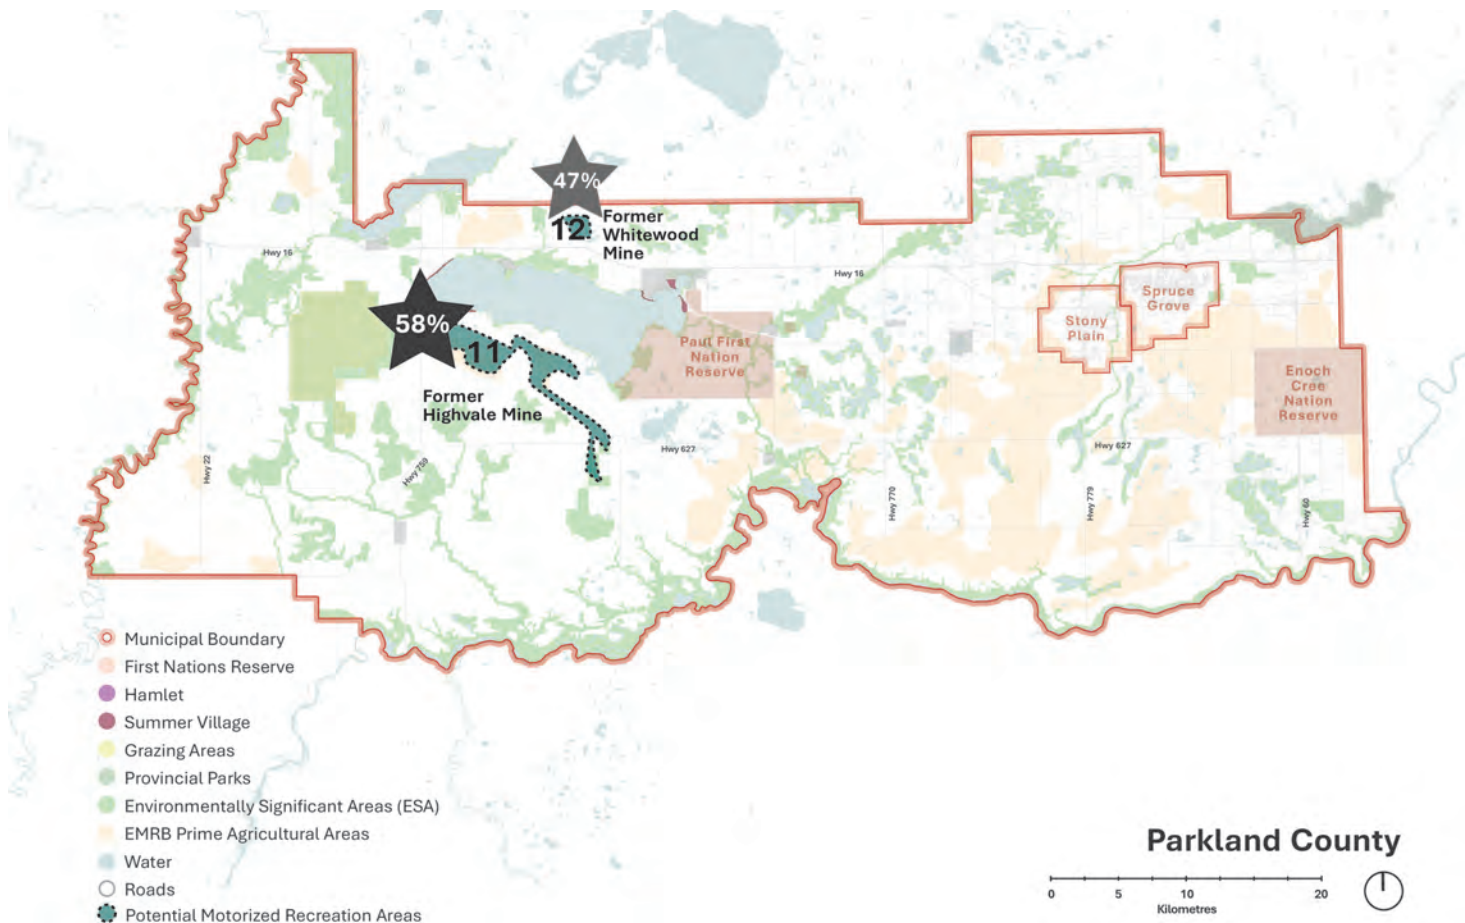 47%
12
Former
Whitewood
Mine
Hwy 16
Hwy 16
Spruce
Grove
Stony
Plain
58%
11
Paul First
Nation
Reserve
Enoch
Cree
Nation
Reserve
Former
Highvale Mine
Hwy 627
Hwy 627
Hwy 22
Hwy 759
Hwy 770
Hwy 779
Hwy 60
Municipal Boundary
First Nations Reserve
Hamlet
Summer Village
Grazing Areas
Provincial Parks
Environmentally Significant Areas (ESA)
EMRB Prime Agricultural Areas
Water
Roads
Potential Motorized Recreation Areas
Parkland County
0 5 10 20
Kilometres